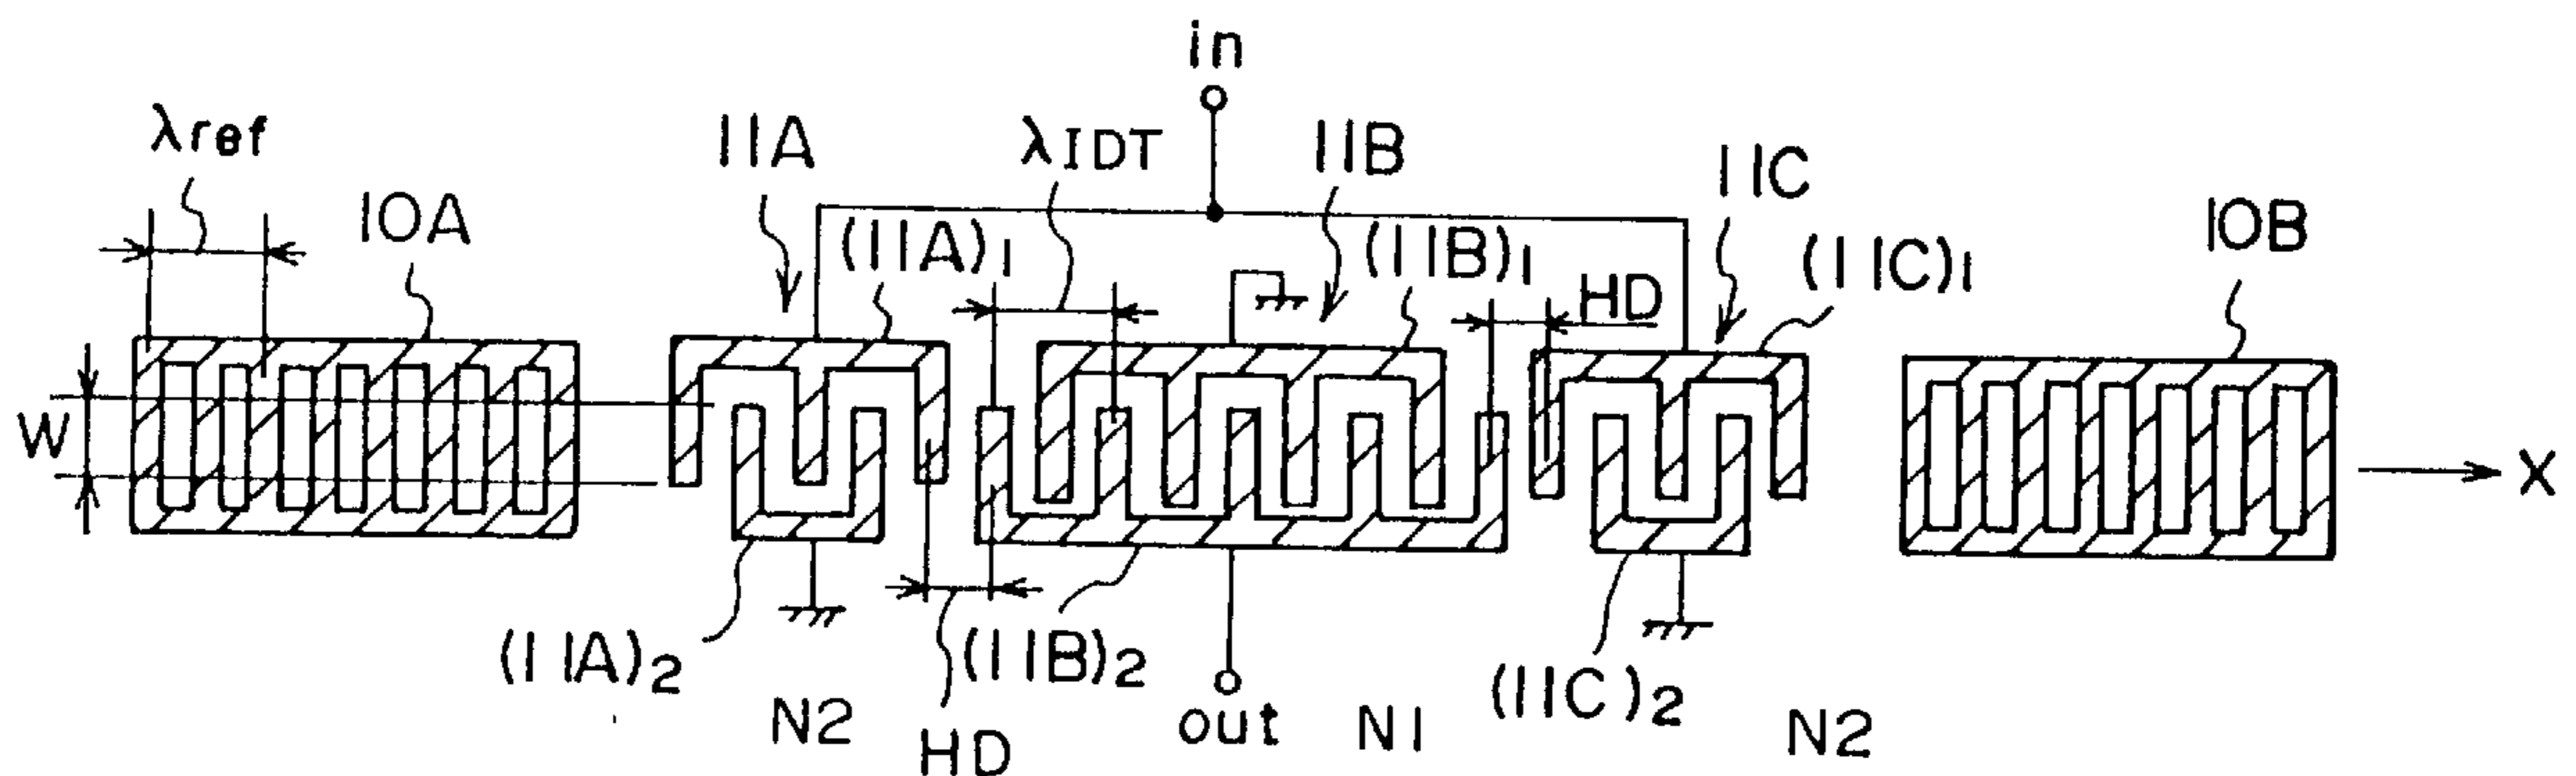 in
λref
11A
λIDT
11B
11C
10A
(11A)1
(11B)1
HD
(11C)1
10B
W
X
(11A)2
(11B)2
(11C)2
N2
HD
out
N1
N2